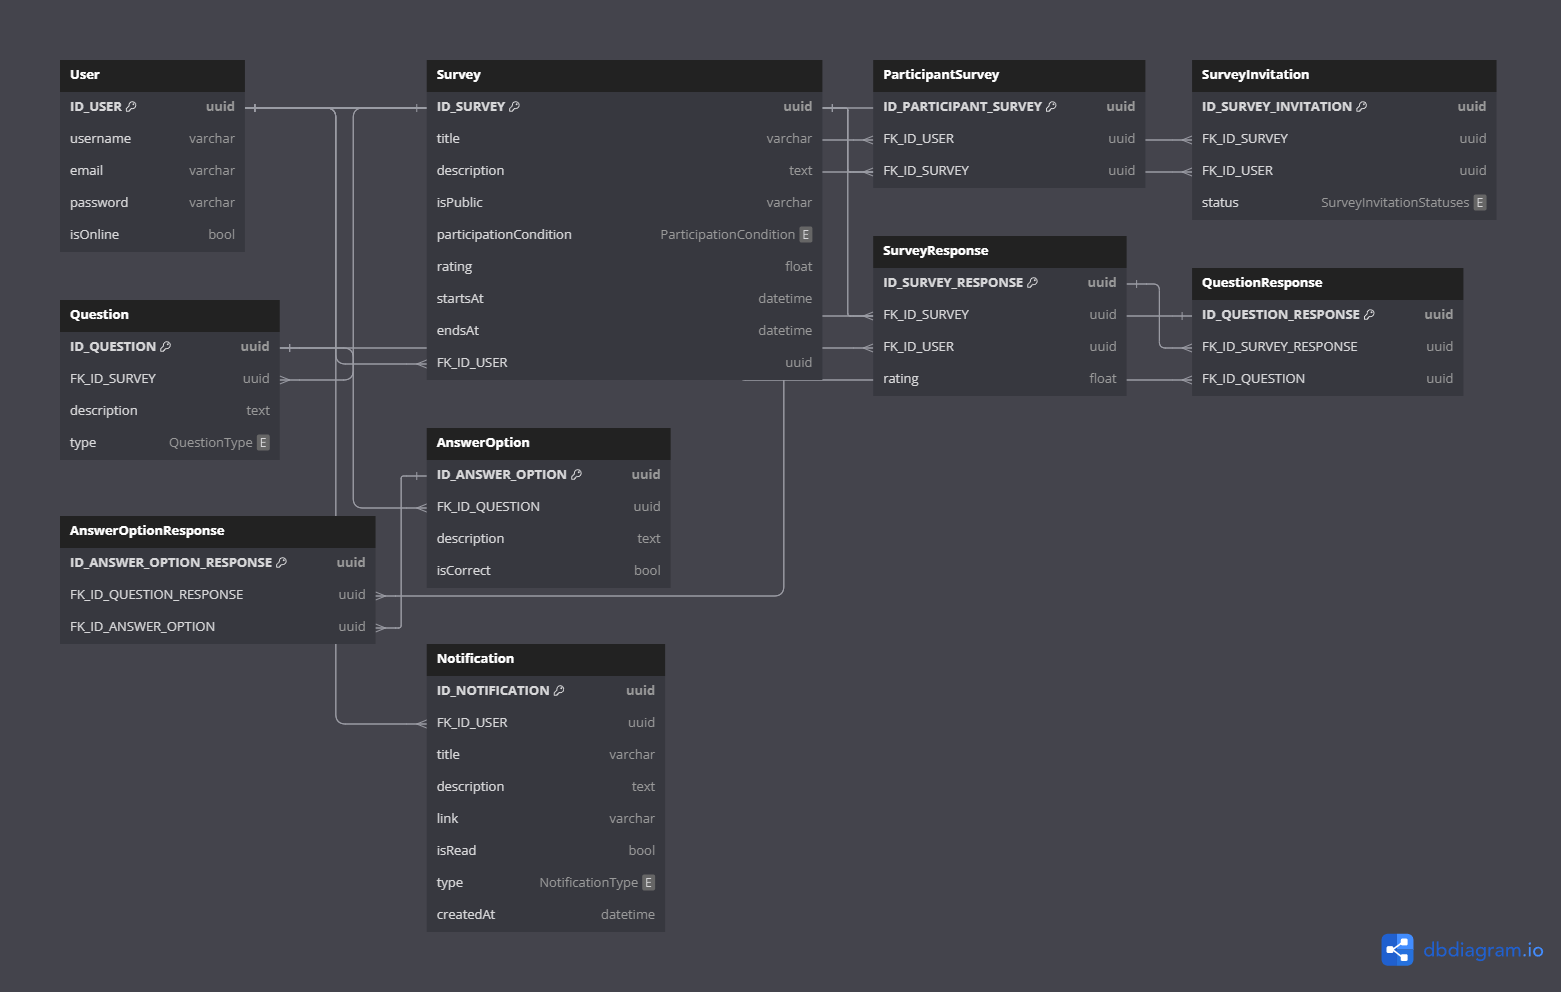 User
ID_USER uuid
username varchar
email varchar
password varchar
isOnline bool
Survey
ID_SURVEY uuid
title varchar
description text
isPublic varchar
participationCondition ParticipationCondition E
rating float
startsAt datetime
endsAt datetime
FK_ID_USER uuid
ParticipantSurvey
ID_PARTICIPANT_SURVEY uuid
FK_ID_USER uuid
FK_ID_SURVEY uuid
SurveyInvitation
ID_SURVEY_INVITATION uuid
FK_ID_SURVEY uuid
FK_ID_USER uuid
status SurveyInvitationStatuses E
SurveyResponse
ID_SURVEY_RESPONSE uuid
FK_ID_SURVEY uuid
FK_ID_USER uuid
rating float
QuestionResponse
ID_QUESTION_RESPONSE uuid
FK_ID_SURVEY_RESPONSE uuid
FK_ID_QUESTION uuid
Question
ID_QUESTION uuid
FK_ID_SURVEY uuid
description text
type QuestionType E
AnswerOption
ID_ANSWER_OPTION uuid
FK_ID_QUESTION uuid
description text
isCorrect bool
AnswerOptionResponse
ID_ANSWER_OPTION_RESPONSE uuid
FK_ID_QUESTION_RESPONSE uuid
FK_ID_ANSWER_OPTION uuid
Notification
ID_NOTIFICATION uuid
FK_ID_USER uuid
title varchar
description text
link varchar
isRead bool
type NotificationType E
createdAt datetime
dbdiagram.io